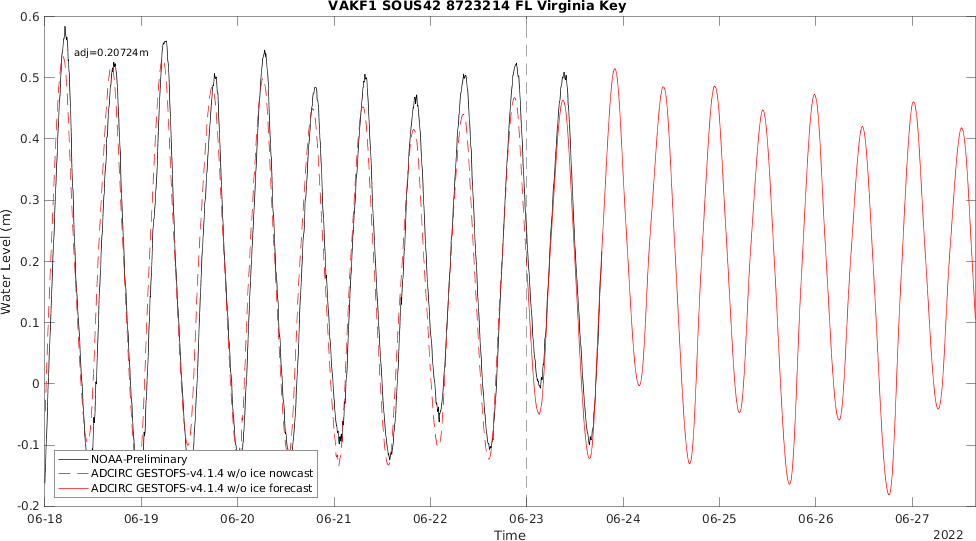 VAKF1 SOUS42 8723214 FL Virginia Key
adj=0.20724m
0.6
0.5
0.4
0.3
0.2
0.1
0
-0.1
-0.2
Water Level (m)
NOAA-Preliminary
ADCIRC GESTOFS-v4.1.4 w/o ice nowcast
ADCIRC GESTOFS-v4.1.4 w/o ice forecast
06-18 06-19 06-20 06-21 06-22 06-23 06-24 06-25 06-26 06-27
Time
2022